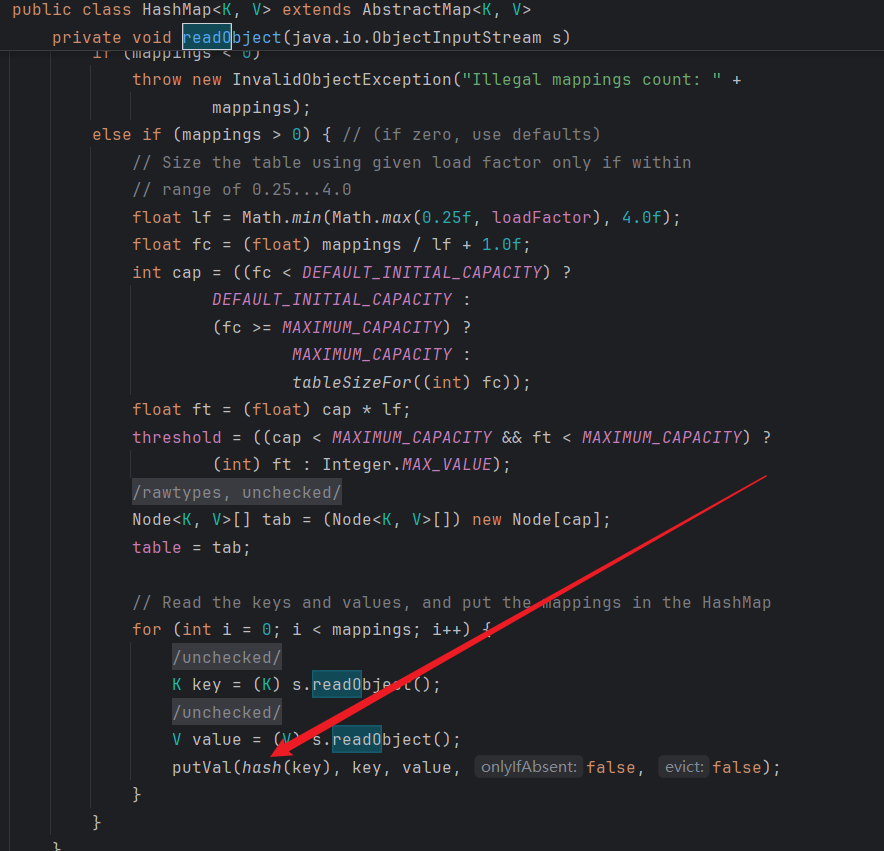 public class HashMap<K, V> extends AbstractMap<K, V>
private void readObject(java.io.ObjectInputStream s)
if (mappings < 0)
throw new InvalidObjectException("Illegal mappings count: " +
mappings);
else if (mappings > 0) { // (if zero, use defaults)
// Size the table using given load factor only if within
// range of 0.25...4.0
float lf = Math.min(Math.max(0.25f, loadFactor), 4.0f);
float fc = (float) mappings / lf + 1.0f;
int cap = ((fc < DEFAULT_INITIAL_CAPACITY) ?
DEFAULT_INITIAL_CAPACITY :
(fc >= MAXIMUM_CAPACITY) ?
MAXIMUM_CAPACITY :
tableSizeFor((int) fc));
float ft = (float) cap * lf;
threshold = ((cap < MAXIMUM_CAPACITY && ft < MAXIMUM_CAPACITY) ?
(int) ft : Integer.MAX_VALUE);
/rawtypes, unchecked/
Node<K, V>[] tab = (Node<K, V>[]) new Node[cap];
table = tab;
// Read the keys and values, and put the mappings in the HashMap
for (int i = 0; i < mappings; i++) {
/unchecked/
K key = (K) s.readObject();
/unchecked/
V value = (V) s.readObject();
putVal(hash(key), key, value, onlyIfAbsent: false, evict: false);
}
}
}